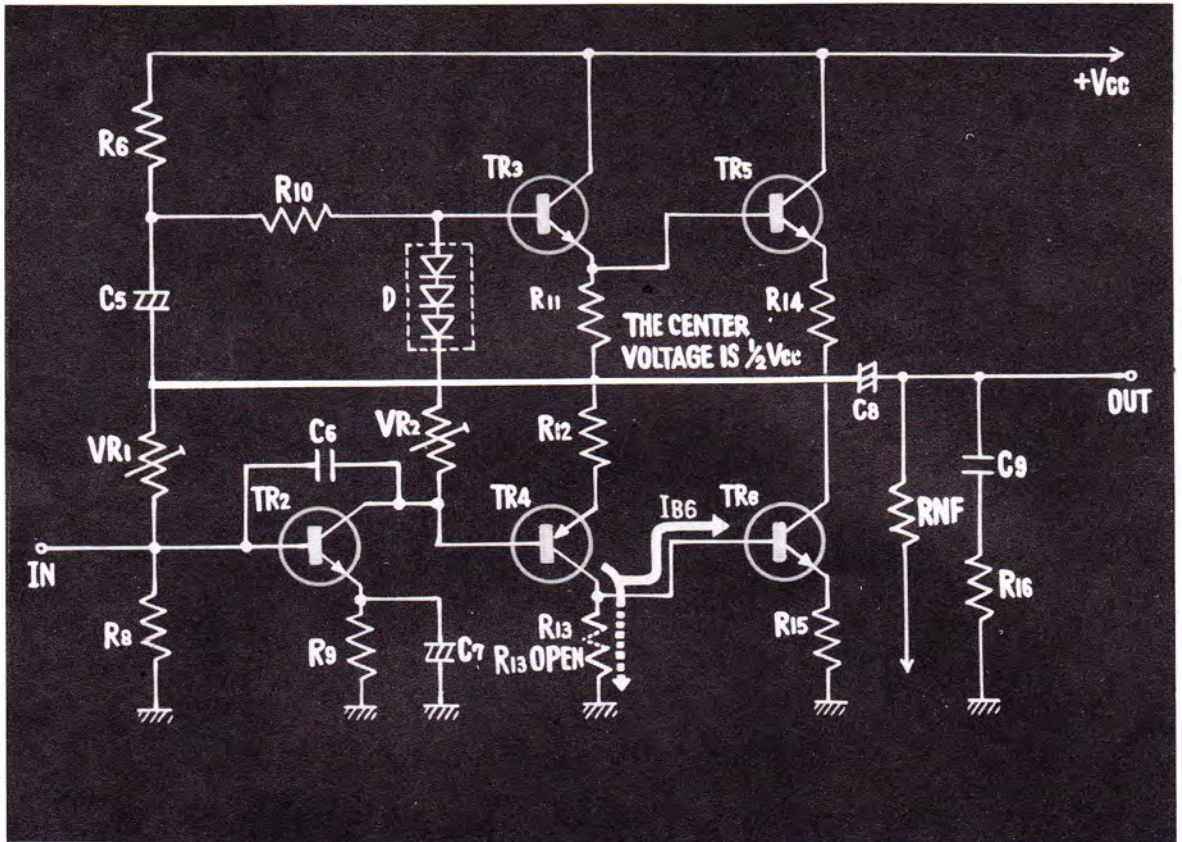 +Vcc
R6
TR3
TR5
R10
C5
D
R11
R14
THE CENTER
VOLTAGE IS ½Vcc
C8
OUT
VR1
C6
VR2
R12
C9
TR2
TR4
IB6
TR6
RNF
IN
R16
R8
R9
C7
R13
R13 OPEN
R15